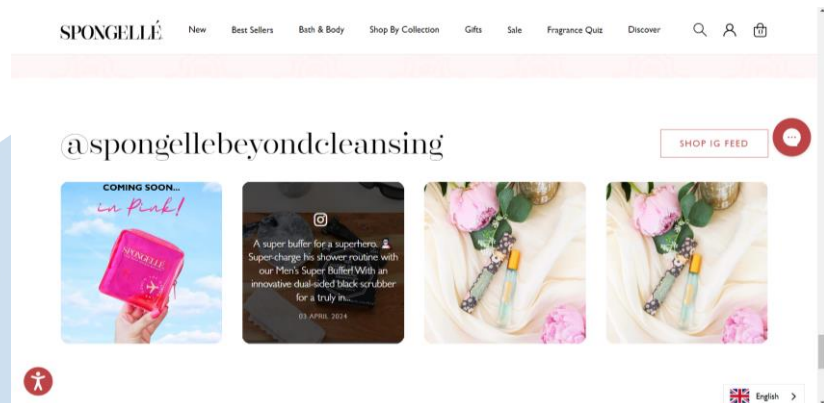 SPONGELLÉ
New
Best Sellers
Bath & Body
Shop By Collection
Gifts
Sale
Fragrance Quiz
Discover
@spongellebeyondcleansing
SHOP IG FEED
COMING SOON...
in Pink!
SPONGELLÉ
A super buffer for a superhero.
Super-charge his shower routine with
our Men's Super Buffer! With an
innovative dual-sided black scrubber
for a truly in...
03 APRIL 2024
English